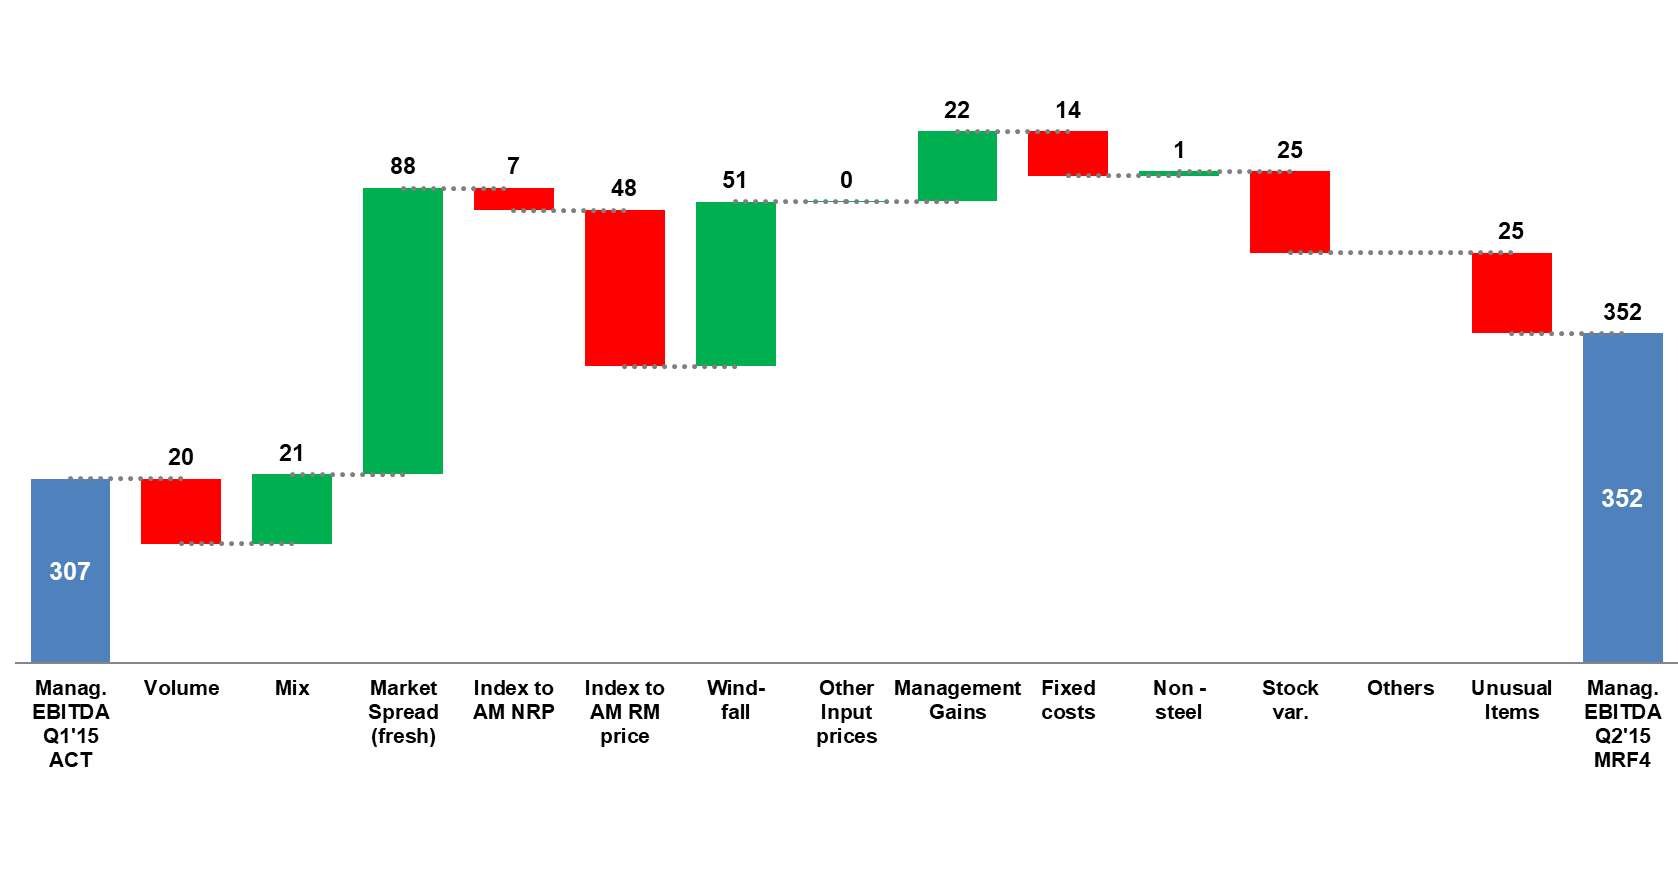 22
14
1
25
88
7
48
51
0
25
352
20
21
307
352
Manag.
EBITDA
Q1'15
ACT
Volume
Mix
Market
Spread
(fresh)
Index to
AM NRP
Index to
AM RM
price
Wind-
fall
Other
Input
prices
Management
Gains
Fixed
costs
Non -
steel
Stock
var.
Others
Unusual
Items
Manag.
EBITDA
Q2'15
MRF4